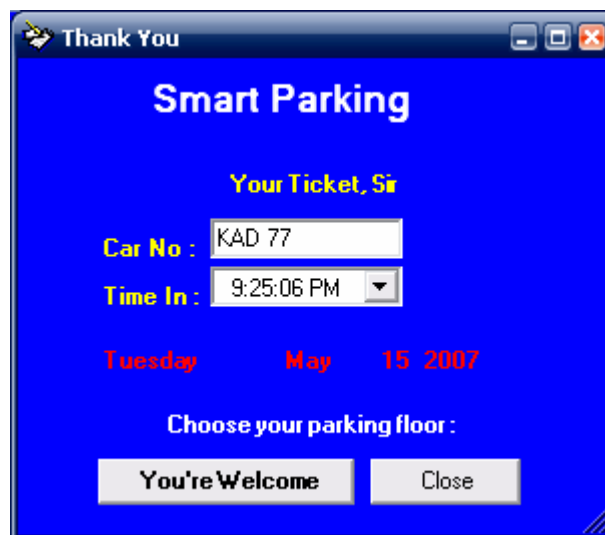 Thank You
Smart Parking
Your Ticket, Sir
Car No : KAD 77
Time In : 9:25:06 PM
Tuesday May 15 2007
Choose your parking floor :
You're Welcome Close